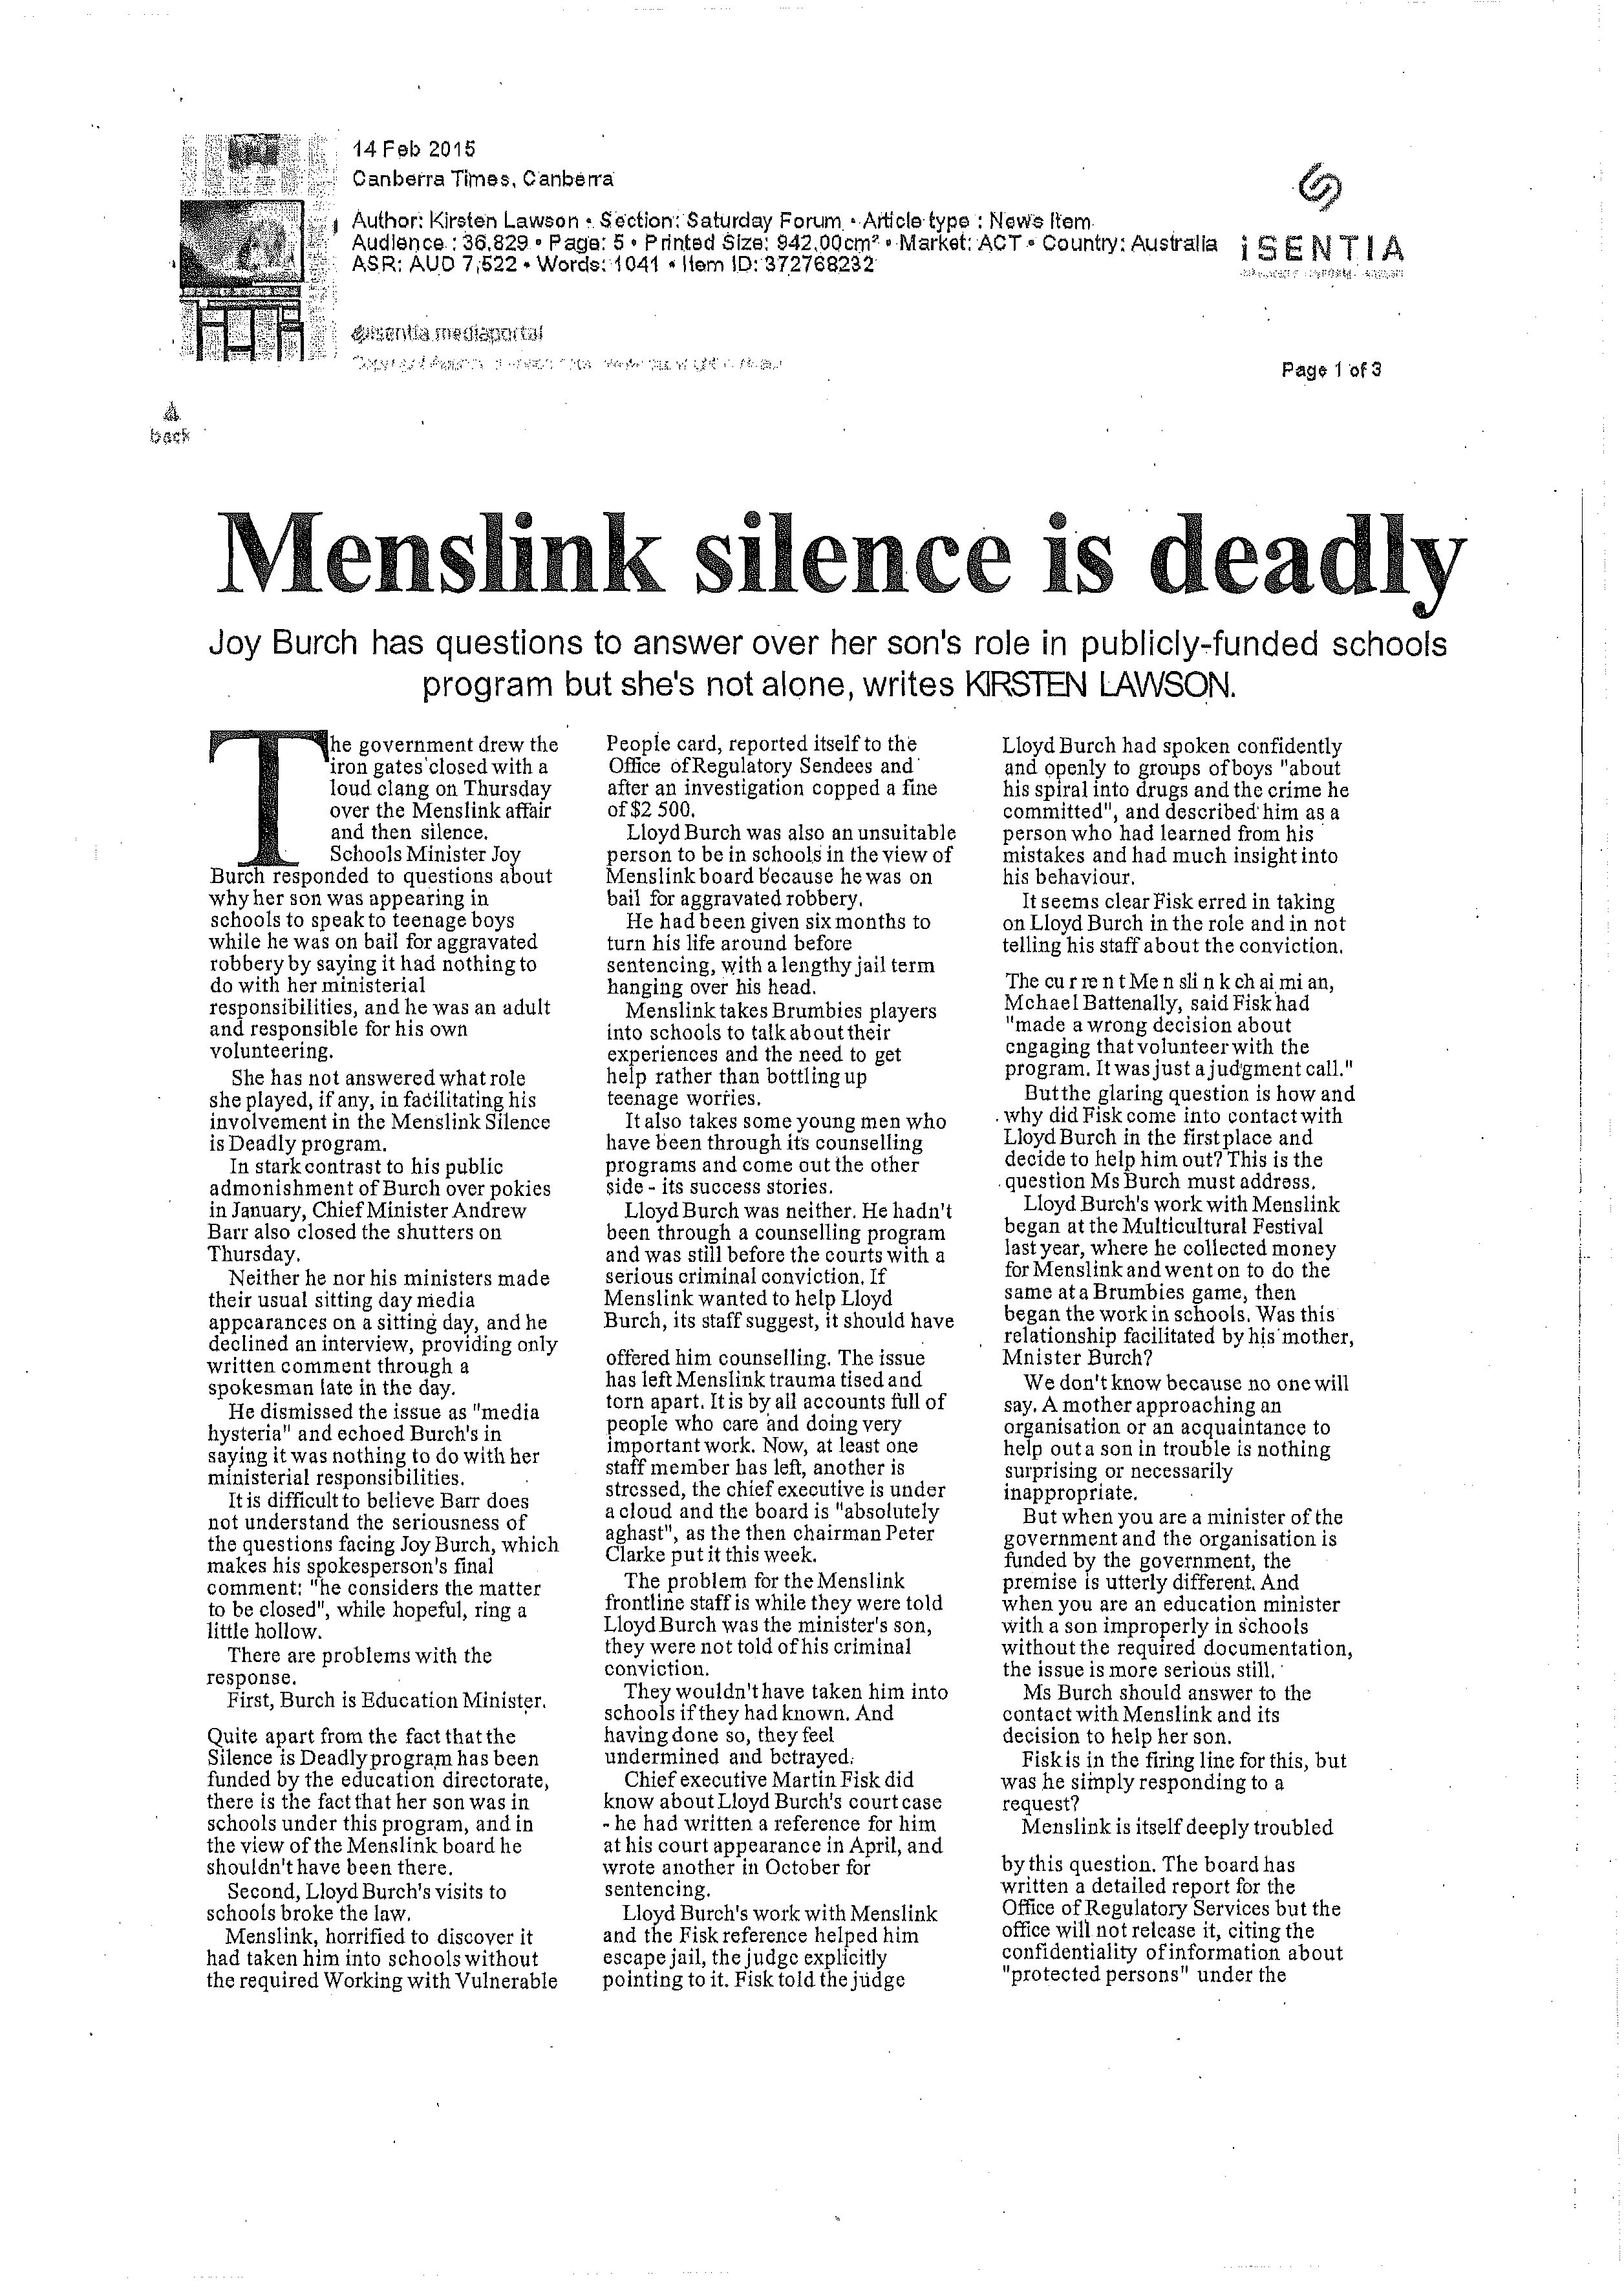 14 Feb 2015
Canberra Times, Canberra
Author: Kirsten Lawson • Section: Saturday Forum • Article type : News Item
Audience : 36,829 • Page: 5 • Printed Size: 942.00cm² • Market: ACT • Country: Australia
ASR: AUD 7,522 • Words: 1041 • Item ID: 372768232
iSENTIA
isentia mediaportal
Page 1 of 3
back
Menslink silence is deadly
Joy Burch has questions to answer over her son's role in publicly-funded schools
program but she's not alone, writes KIRSTEN LAWSON.
The government drew the
iron gates closed with a
loud clang on Thursday
over the Menslink affair
and then silence.
Schools Minister Joy
Burch responded to questions about
why her son was appearing in
schools to speak to teenage boys
while he was on bail for aggravated
robbery by saying it had nothing to
do with her ministerial
responsibilities, and he was an adult
and responsible for his own
volunteering.
She has not answered what role
she played, if any, in facilitating his
involvement in the Menslink Silence
is Deadly program.
In stark contrast to his public
admonishment of Burch over pokies
in January, Chief Minister Andrew
Barr also closed the shutters on
Thursday.
Neither he nor his ministers made
their usual sitting day media
appearances on a sitting day, and he
declined an interview, providing only
written comment through a
spokesman late in the day.
He dismissed the issue as "media
hysteria" and echoed Burch's in
saying it was nothing to do with her
ministerial responsibilities.
It is difficult to believe Barr does
not understand the seriousness of
the questions facing Joy Burch, which
makes his spokesperson's final
comment: "he considers the matter
to be closed", while hopeful, ring a
little hollow.
There are problems with the
response.
First, Burch is Education Minister.
Quite apart from the fact that the
Silence is Deadly program has been
funded by the education directorate,
there is the fact that her son was in
schools under this program, and in
the view of the Menslink board he
shouldn't have been there.
Second, Lloyd Burch's visits to
schools broke the law.
Menslink, horrified to discover it
had taken him into schools without
the required Working with Vulnerable
People card, reported itself to the
Office of Regulatory Sendees and
after an investigation copped a fine
of $2 500.
Lloyd Burch was also an unsuitable
person to be in schools in the view of
Menslink board because he was on
bail for aggravated robbery.
He had been given six months to
turn his life around before
sentencing, with a lengthy jail term
hanging over his head.
Menslink takes Brumbies players
into schools to talk about their
experiences and the need to get
help rather than bottling up
teenage worries.
It also takes some young men who
have been through its counselling
programs and come out the other
side - its success stories.
Lloyd Burch was neither. He hadn't
been through a counselling program
and was still before the courts with a
serious criminal conviction. If
Menslink wanted to help Lloyd
Burch, its staff suggest, it should have
offered him counselling. The issue
has left Menslink trauma tised and
torn apart. It is by all accounts full of
people who care and doing very
important work. Now, at least one
staff member has left, another is
stressed, the chief executive is under
a cloud and the board is "absolutely
aghast", as the then chairman Peter
Clarke put it this week.
The problem for the Menslink
frontline staff is while they were told
Lloyd Burch was the minister's son,
they were not told of his criminal
conviction.
They wouldn't have taken him into
schools if they had known. And
having done so, they feel
undermined and betrayed.
Chief executive Martin Fisk did
know about Lloyd Burch's court case
- he had written a reference for him
at his court appearance in April, and
wrote another in October for
sentencing.
Lloyd Burch's work with Menslink
and the Fisk reference helped him
escape jail, the judge explicitly
pointing to it. Fisk told the judge
Lloyd Burch had spoken confidently
and openly to groups of boys "about
his spiral into drugs and the crime he
committed", and described him as a
person who had learned from his
mistakes and had much insight into
his behaviour.
It seems clear Fisk erred in taking
on Lloyd Burch in the role and in not
telling his staff about the conviction.
The cu r re n t Me n sli n k ch ai mi an,
Mchael Battenally, said Fisk had
"made a wrong decision about
engaging that volunteer with the
program. It was just a judgment call."
But the glaring question is how and
why did Fisk come into contact with
Lloyd Burch in the first place and
decide to help him out? This is the
question Ms Burch must address.
Lloyd Burch's work with Menslink
began at the Multicultural Festival
last year, where he collected money
for Menslink and went on to do the
same at a Brumbies game, then
began the work in schools. Was this
relationship facilitated by his mother,
Mnister Burch?
We don't know because no one will
say. A mother approaching an
organisation or an acquaintance to
help out a son in trouble is nothing
surprising or necessarily
inappropriate.
But when you are a minister of the
government and the organisation is
funded by the government, the
premise is utterly different. And
when you are an education minister
with a son improperly in schools
without the required documentation,
the issue is more serious still.
Ms Burch should answer to the
contact with Menslink and its
decision to help her son.
Fisk is in the firing line for this, but
was he simply responding to a
request?
Menslink is itself deeply troubled
by this question. The board has
written a detailed report for the
Office of Regulatory Services but the
office will not release it, citing the
confidentiality of information about
"protected persons" under the